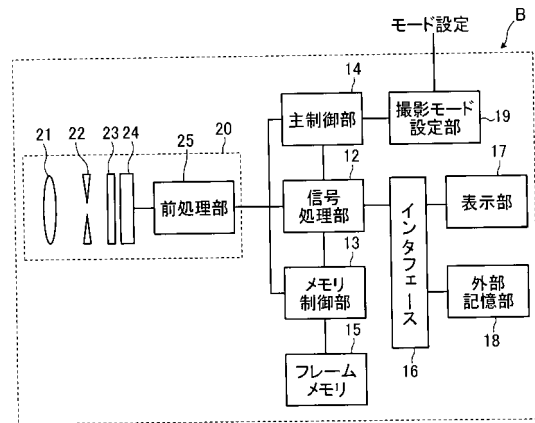 モード設定
B
14
主制御部
撮影モード
設定部
19
21
22
23
24
20
25
前処理部
12
信号
処理部
17
表示部
インタフェース
16
13
メモリ
制御部
外部
記憶部
18
15
フレーム
メモリ